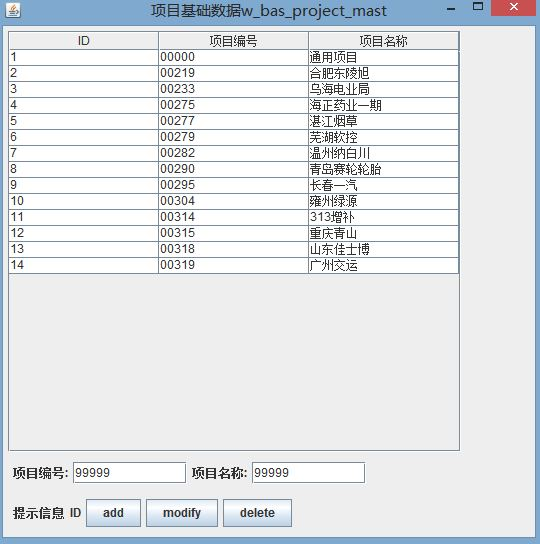 项目基础数据w_bas_project_mast
ID 项目编号 项目名称
1 00000 通用项目
2 00219 合肥东陵旭
3 00233 乌海电业局
4 00275 海正药业一期
5 00277 湛江烟草
6 00279 芜湖软控
7 00282 温州纳白川
8 00290 青岛赛轮轮胎
9 00295 长春一汽
10 00304 雍州绿源
11 00314 313增补
12 00315 重庆青山
13 00318 山东佳士博
14 00319 广州交运
项目编号: 99999 项目名称: 99999
提示信息 ID add modify delete